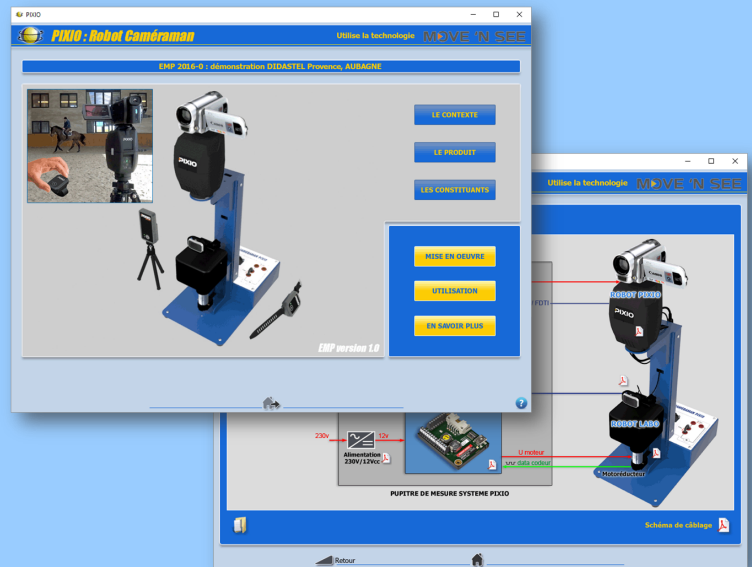 PIXIO
PIXIO : Robot Caméraman
Utilise la technologie
MOVE 'N SEE
EMP 2016-0 : démonstration DIDASTEL Provence, AUBAGNE
LE CONTEXTE
LE PRODUIT
LES CONSTITUANTS
PIXIO
MISE EN OEUVRE
UTILISATION
EN SAVOIR PLUS
EMP version 1.0
?
Utilise la technologie
MOVE 'N SEE
Canon
ROBOT PIXIO
FDTI
PIXIO
ROBOT LABO
230v
12v
Alimentation
230V/12Vcc
U moteur
data codeur
Motoréducteur
PUPITRE DE MESURE SYSTEME PIXIO
Schéma de câblage
Retour